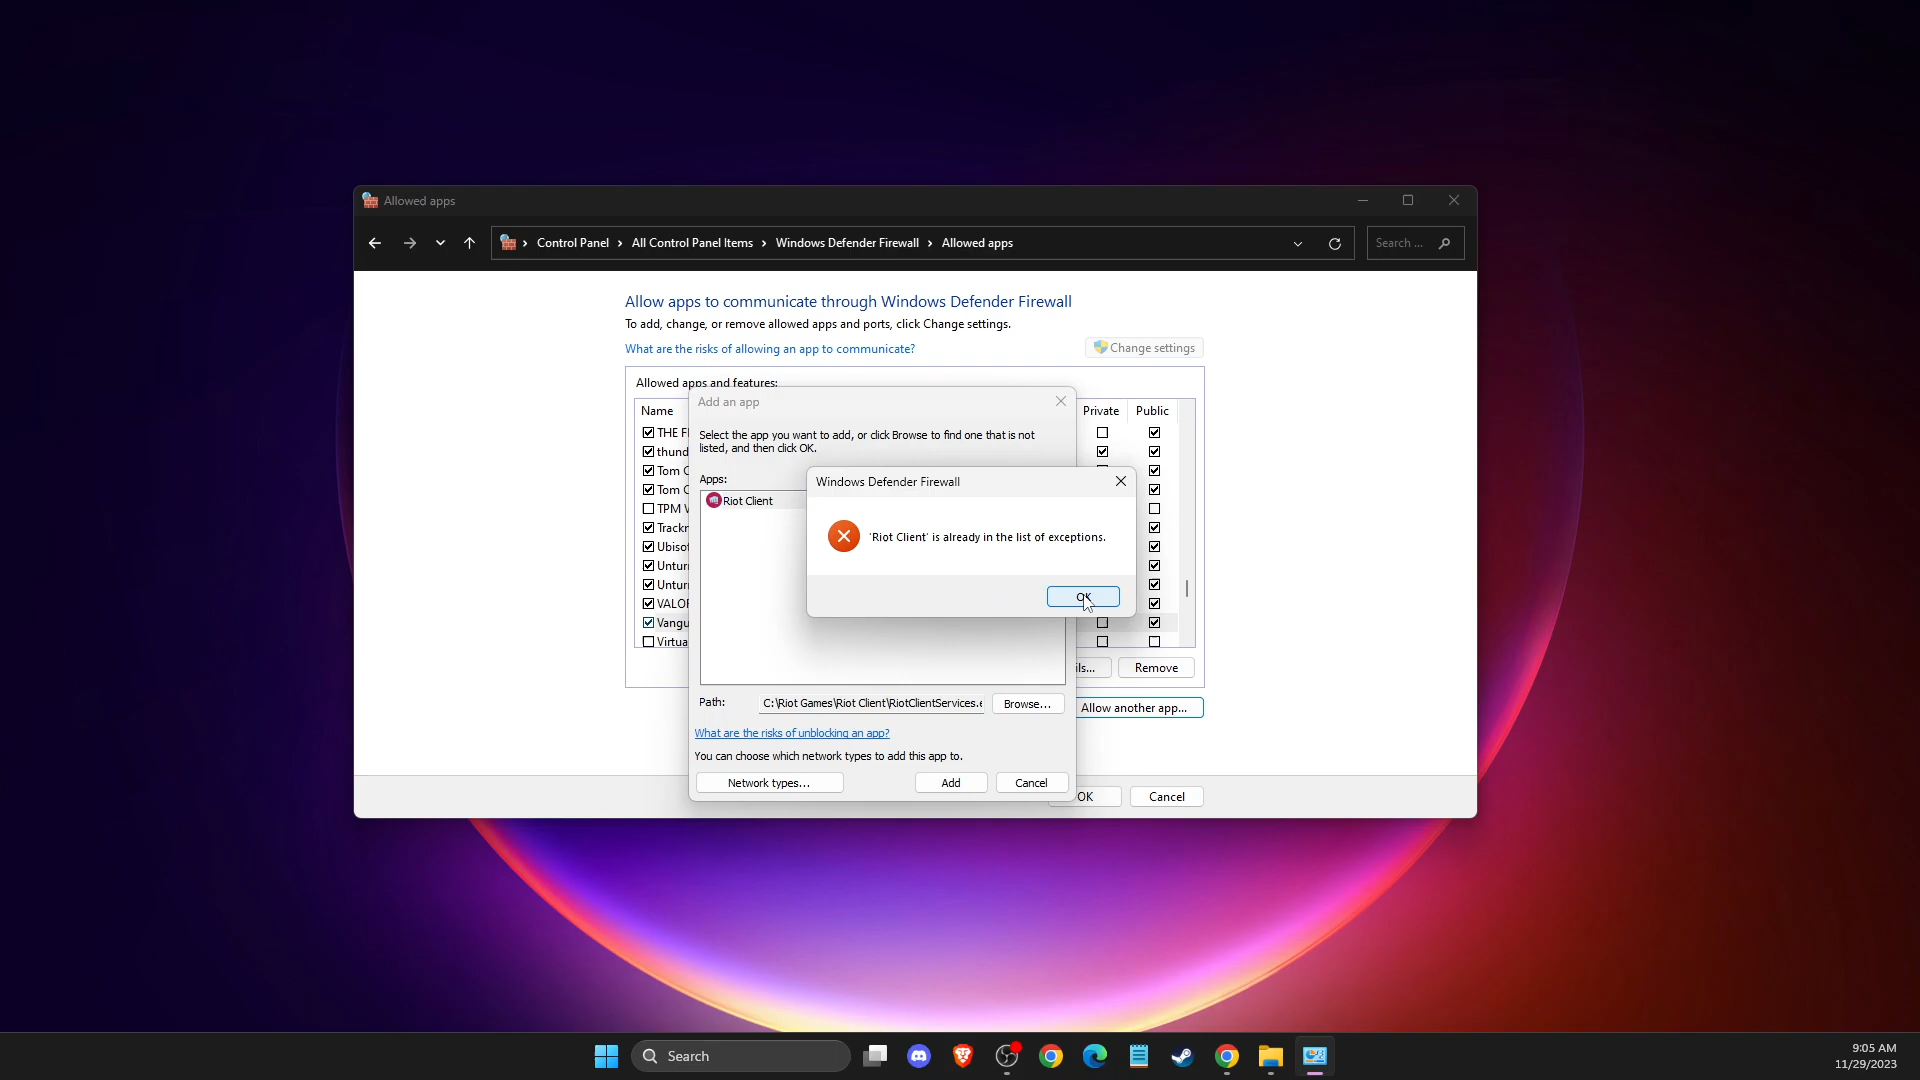 Allowed apps
Control Panel > All Control Panel Items > Windows Defender Firewall > Allowed apps
Search ...
Allow apps to communicate through Windows Defender Firewall
To add, change, or remove allowed apps and ports, click Change settings.
What are the risks of allowing an app to communicate?
Change settings
Allowed apps and features:
Name
Private
Public
THE F
thund
Tom C
Tom C
TPM V
Trackr
Ubisof
Untur
Untur
VALOR
Vangu
Virtua
ils...
Remove
Allow another app...
OK
Cancel
Add an app
Select the app you want to add, or click Browse to find one that is not
listed, and then click OK.
Apps:
Riot Client
Path:
C:\Riot Games\Riot Client\RiotClientServices.e
Browse...
What are the risks of unblocking an app?
You can choose which network types to add this app to.
Network types...
Add
Cancel
Windows Defender Firewall
'Riot Client' is already in the list of exceptions.
OK
Search
9:05 AM
11/29/2023